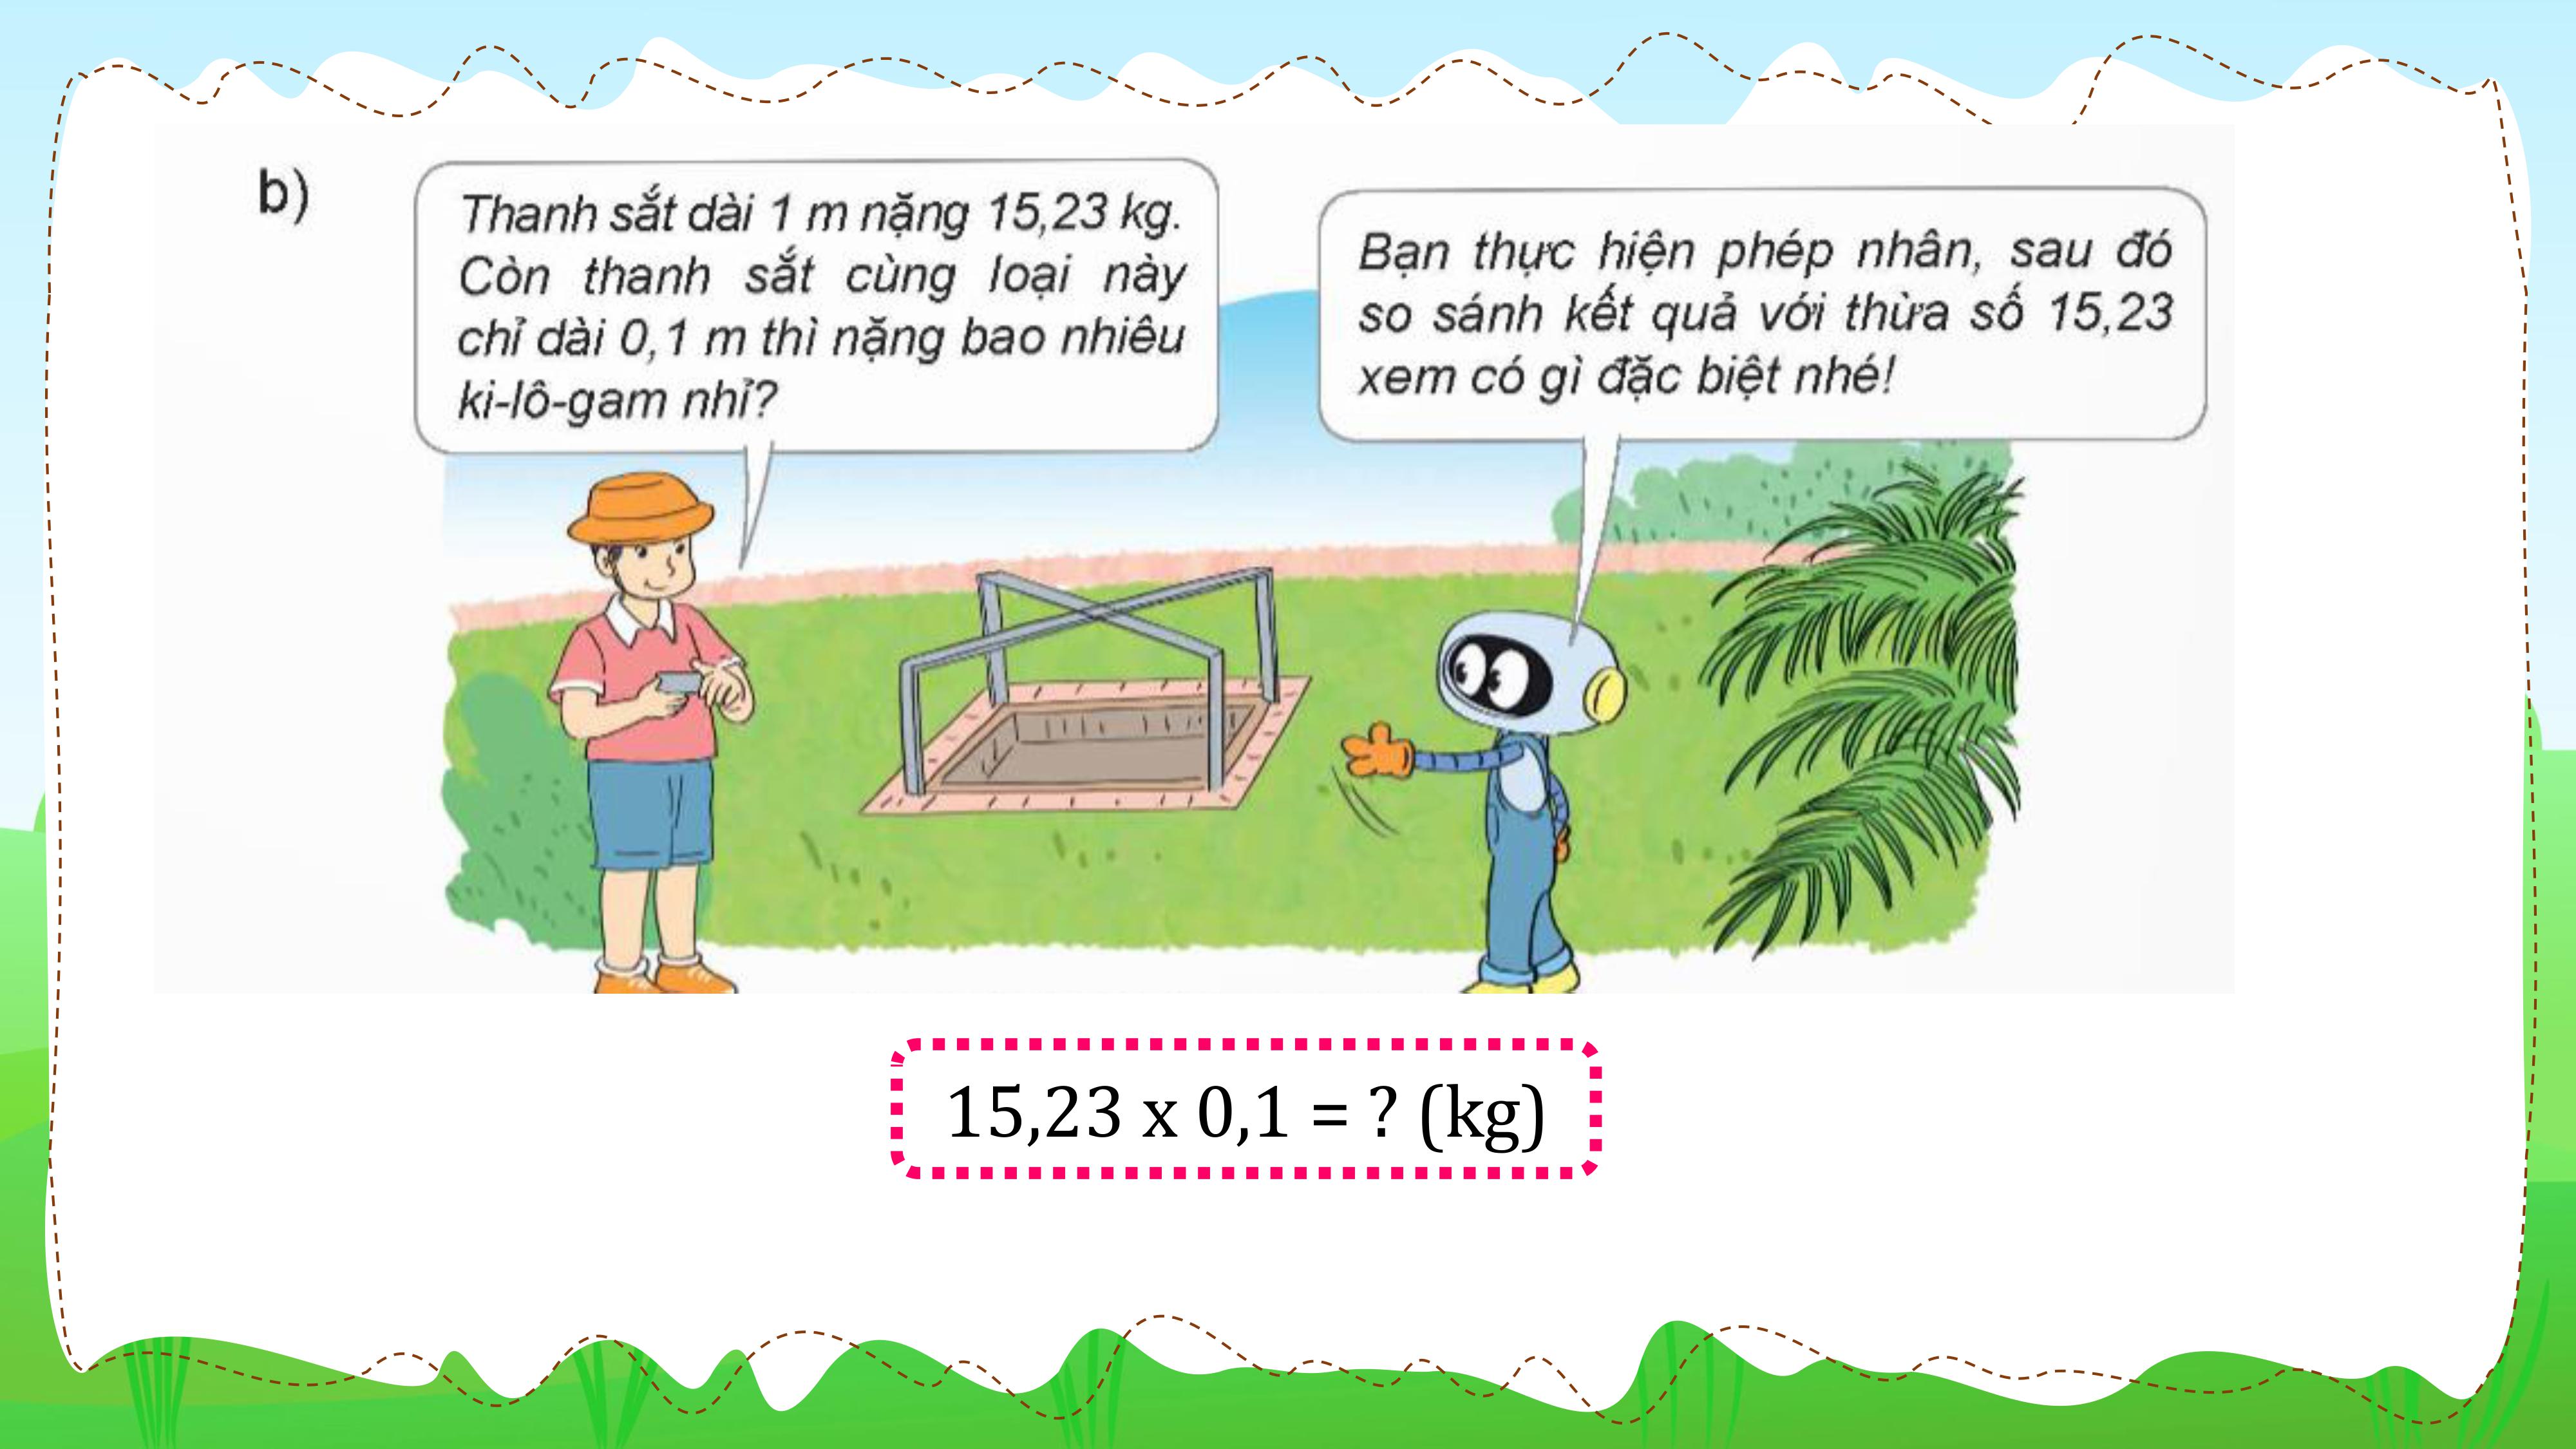 b)
Thanh sắt dài 1 m nặng 15,23 kg.
Còn thanh sắt cùng loại này
chỉ dài 0,1 m thì nặng bao nhiêu
ki-lô-gam nhỉ?
Bạn thực hiện phép nhân, sau đó
so sánh kết quả với thừa số 15,23
xem có gì đặc biệt nhé!
15,23 x 0,1 = ? (kg)